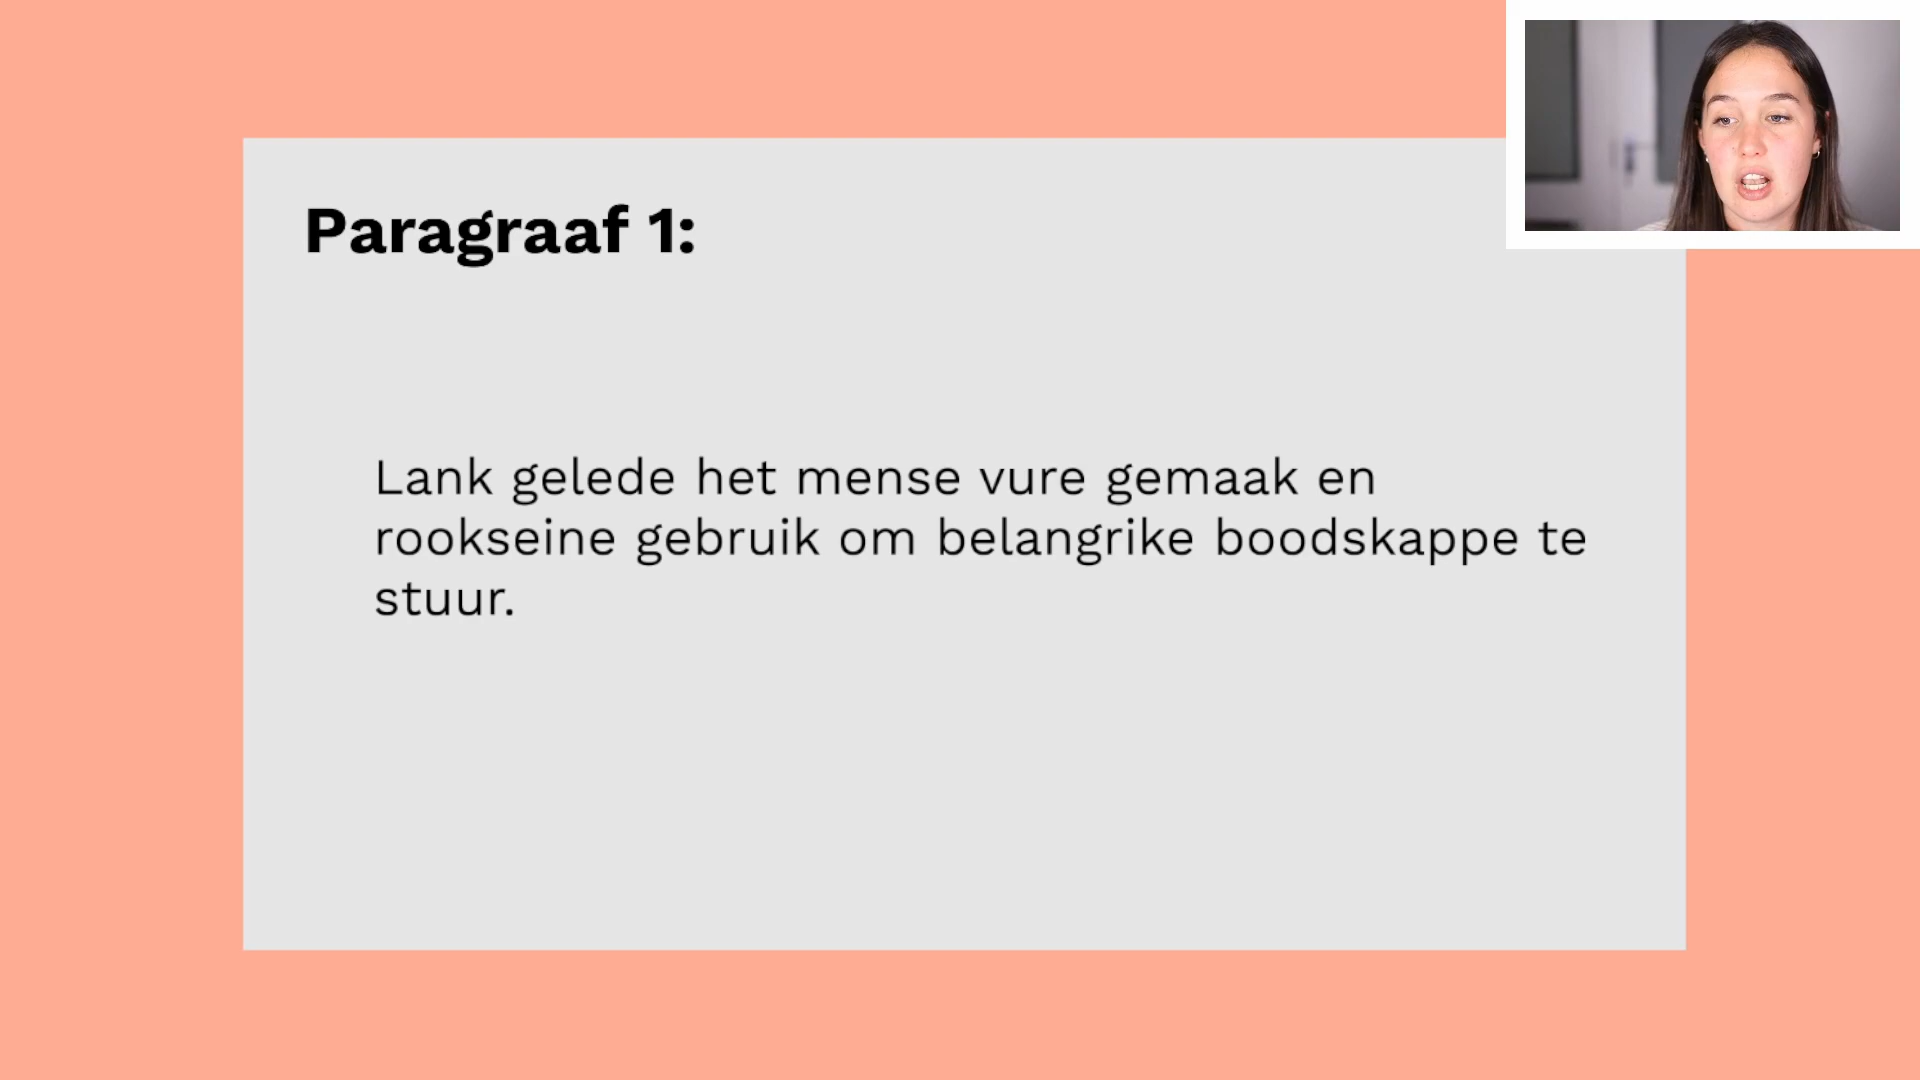 Paragraaf 1:
Lank gelede het mense vure gemaak en
rookseine gebruik om belangrike boodskappe te
stuur.